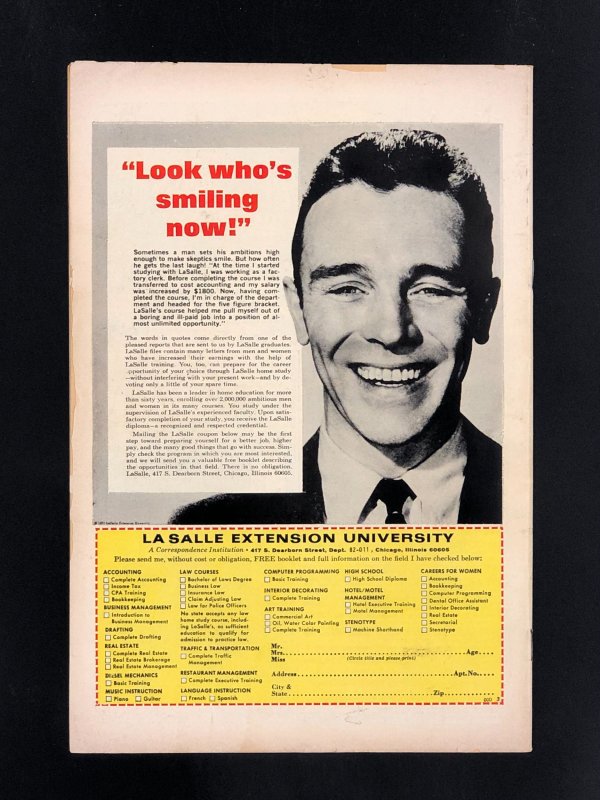 “Look who’s
smiling
now!”
Sometimes a man sets his ambitions high
enough to make skeptics smile. But how often
he gets the last laugh! “At the time I started
studying with LaSalle, I was working as a fac-
tory clerk. Before completing the course I was
transferred to cost accounting and my salary
was increased by $1800. Now, having com-
pleted the course, I’m in charge of the depart-
ment and headed for the five figure bracket.
LaSalle’s course helped me pull myself out of
a boring and ill-paid job into a position of al-
most unlimited opportunity.”
The words in quotes come directly from one of the
pleased reports that are sent to us by LaSalle graduates.
LaSalle files contain many letters from men and women
who have increased their earnings with the help of
LaSalle training. You, too, can prepare for the career
opportunity of your choice through LaSalle home study
—without interfering with your present work—and by de-
voting only a little of your spare time.
LaSalle has been a leader in home education for more
than sixty years, enrolling over 2,000,000 ambitious men
and women in its many courses. You study under the
supervision of LaSalle’s experienced faculty. Upon satis-
factory completion of your study, you receive the LaSalle
diploma—a recognized and respected credential.
Mailing the LaSalle coupon below may be the first
step toward preparing yourself for a better job, higher
pay, and the many good things that go with success. Sim-
ply check the program in which you are most interested,
and we will send you a valuable free booklet describing
the opportunities in that field. There is no obligation.
LaSalle, 417 S. Dearborn Street, Chicago, Illinois 60605.
LaSalle Extension University
LA SALLE EXTENSION UNIVERSITY
A Correspondence Institution • 417 S. Dearborn Street, Dept. 82-011, Chicago, Illinois 60605
Please send me, without cost or obligation, FREE booklet and full information on the field I have checked below:
ACCOUNTING
Complete Accounting
Income Tax
CPA Training
Bookkeeping
BUSINESS MANAGEMENT
Introduction to
Business Management
DRAFTING
Complete Drafting
REAL ESTATE
Complete Real Estate
Real Estate Brokerage
Real Estate Management
DIESEL MECHANICS
Basic Training
MUSIC INSTRUCTION
Piano Guitar
LAW COURSES
Bachelor of Laws Degree
Business Law
Insurance Law
Claim Adjusting Law
Law for Police Officers
No state accepts any law
home study course, includ-
ing LaSalle’s, as sufficient
education to qualify for
admission to practice law.
TRAFFIC & TRANSPORTATION
Complete Traffic
Management
RESTAURANT MANAGEMENT
Complete Executive Training
LANGUAGE INSTRUCTION
French Spanish
COMPUTER PROGRAMMING
Basic Training
INTERIOR DECORATING
Complete Training
ART TRAINING
Commercial Art
Oil, Water Color Painting
Complete Training
HIGH SCHOOL
High School Diploma
HOTEL/MOTEL
MANAGEMENT
Hotel Executive Training
Motel Management
STENOTYPE
Machine Shorthand
CAREERS FOR WOMEN
Accounting
Bookkeeping
Computer Programming
Dental Office Assistant
Interior Decorating
Real Estate
Secretarial
Stenotype
Mr.
Mrs. Age
Miss (Circle title and please print)
Address Apt. No.
City &
State Zip
3